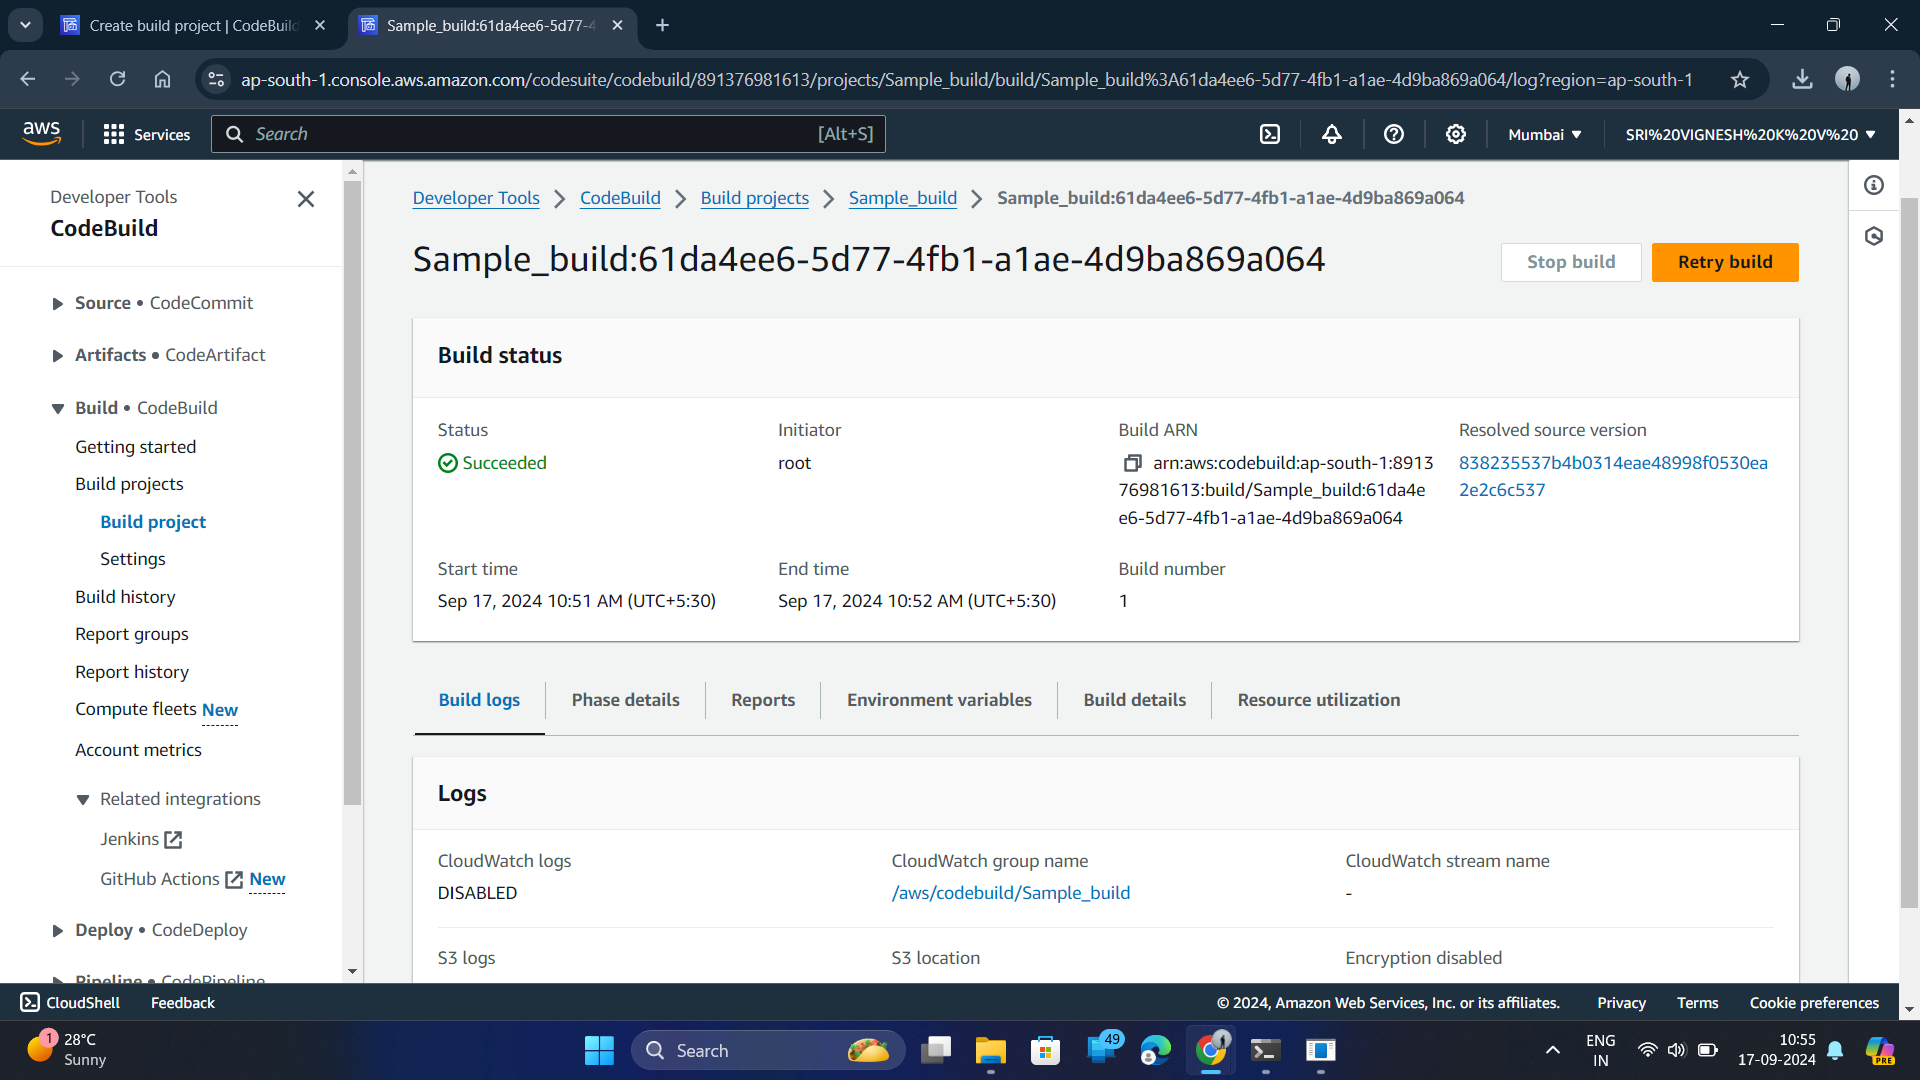 Create build project | CodeBuild
Sample_build:61da4ee6-5d77-4
ap-south-1.console.aws.amazon.com/codesuite/codebuild/891376981613/projects/Sample_build/build/Sample_build%3A61da4ee6-5d77-4fb1-a1ae-4d9ba869a064/log?region=ap-south-1
aws
Services
Search
[Alt+S]
Mumbai
SRI%20VIGNESH%20K%20V%20
Developer Tools
CodeBuild
Source • CodeCommit
Artifacts • CodeArtifact
Build • CodeBuild
Getting started
Build projects
Build project
Settings
Build history
Report groups
Report history
Compute fleets New
Account metrics
Related integrations
Jenkins
GitHub Actions New
Deploy • CodeDeploy
Pipeline • CodePipeline
Developer Tools
CodeBuild
Build projects
Sample_build
Sample_build:61da4ee6-5d77-4fb1-a1ae-4d9ba869a064
Sample_build:61da4ee6-5d77-4fb1-a1ae-4d9ba869a064
Stop build
Retry build
Build status
Status
Succeeded
Initiator
root
Build ARN
arn:aws:codebuild:ap-south-1:8913
76981613:build/Sample_build:61da4e
e6-5d77-4fb1-a1ae-4d9ba869a064
Resolved source version
838235537b4b0314eae48998f0530ea
2e2c6c537
Start time
Sep 17, 2024 10:51 AM (UTC+5:30)
End time
Sep 17, 2024 10:52 AM (UTC+5:30)
Build number
1
Build logs
Phase details
Reports
Environment variables
Build details
Resource utilization
Logs
CloudWatch logs
DISABLED
CloudWatch group name
/aws/codebuild/Sample_build
CloudWatch stream name
-
S3 logs
S3 location
Encryption disabled
CloudShell
Feedback
© 2024, Amazon Web Services, Inc. or its affiliates.
Privacy
Terms
Cookie preferences
1
28°C
Sunny
Search
49
ENG
IN
10:55
17-09-2024
PRE